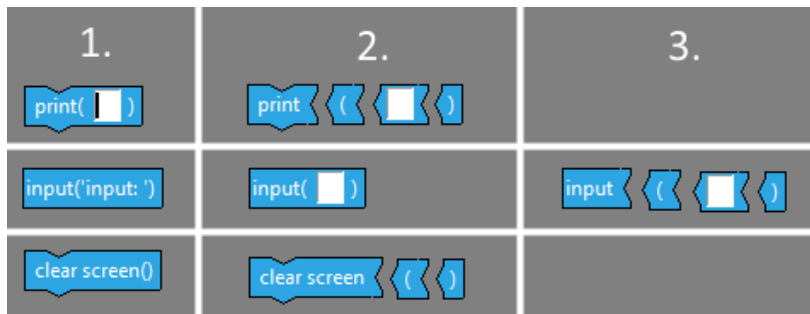 1. 2. 3.
print( )
print ( )
input('input: ')
input( )
input ( )
clear screen()
clear screen ( )